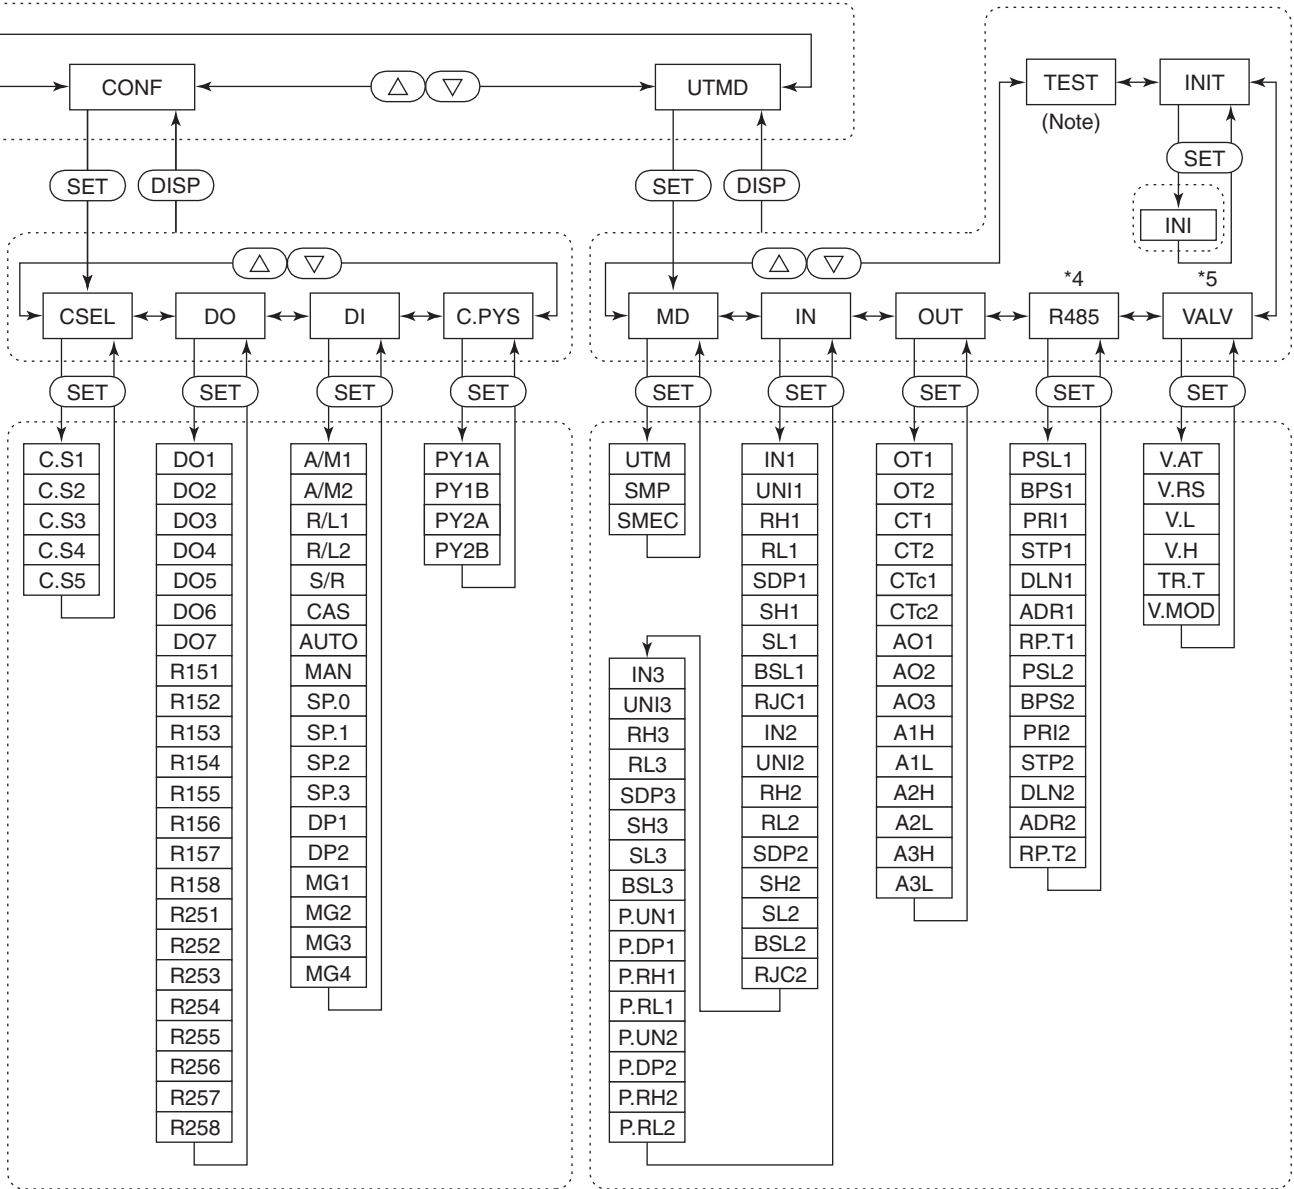 CONF
△
▽
UTMD
TEST
(Note)
INIT
SET
INI
SET
DISP
SET
DISP
△
▽
CSEL
DO
DI
C.PYS
△
▽
MD
IN
OUT
*4
R485
*5
VALV
SET
SET
SET
SET
SET
SET
SET
SET
SET
C.S1
C.S2
C.S3
C.S4
C.S5
DO1
DO2
DO3
DO4
DO5
DO6
DO7
R151
R152
R153
R154
R155
R156
R157
R158
R251
R252
R253
R254
R255
R256
R257
R258
A/M1
A/M2
R/L1
R/L2
S/R
CAS
AUTO
MAN
SP.0
SP.1
SP.2
SP.3
DP1
DP2
MG1
MG2
MG3
MG4
PY1A
PY1B
PY2A
PY2B
UTM
SMP
SMEC
IN1
UNI1
RH1
RL1
SDP1
SH1
SL1
BSL1
RJC1
IN2
UNI2
RH2
RL2
SDP2
SH2
SL2
BSL2
RJC2
IN3
UNI3
RH3
RL3
SDP3
SH3
SL3
BSL3
P.UN1
P.DP1
P.RH1
P.RL1
P.UN2
P.DP2
P.RH2
P.RL2
OT1
OT2
CT1
CT2
CTc1
CTc2
AO1
AO2
AO3
A1H
A1L
A2H
A2L
A3H
A3L
PSL1
BPS1
PRI1
STP1
DLN1
ADR1
RP.T1
PSL2
BPS2
PRI2
STP2
DLN2
ADR2
RP.T2
V.AT
V.RS
V.L
V.H
TR.T
V.MOD